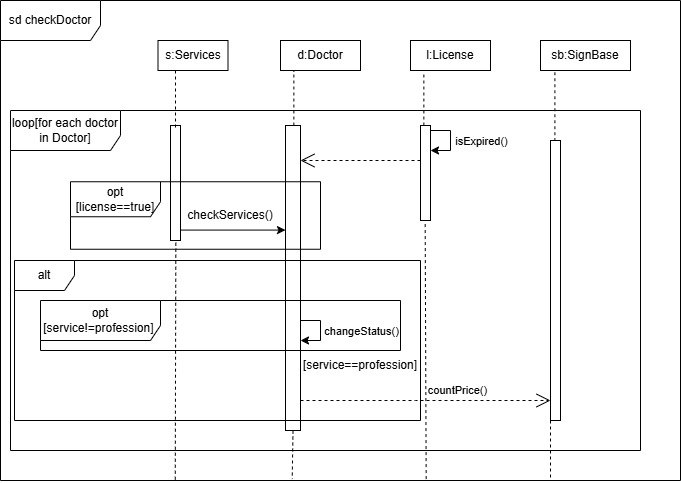 sd checkDoctor
s:Services
d:Doctor
l:License
sb:SignBase
loop[for each doctor
in Doctor]
isExpired()
opt
[license==true]
checkServices()
alt
opt
[service!=profession]
changeStatus()
[service==profession]
countPrice()